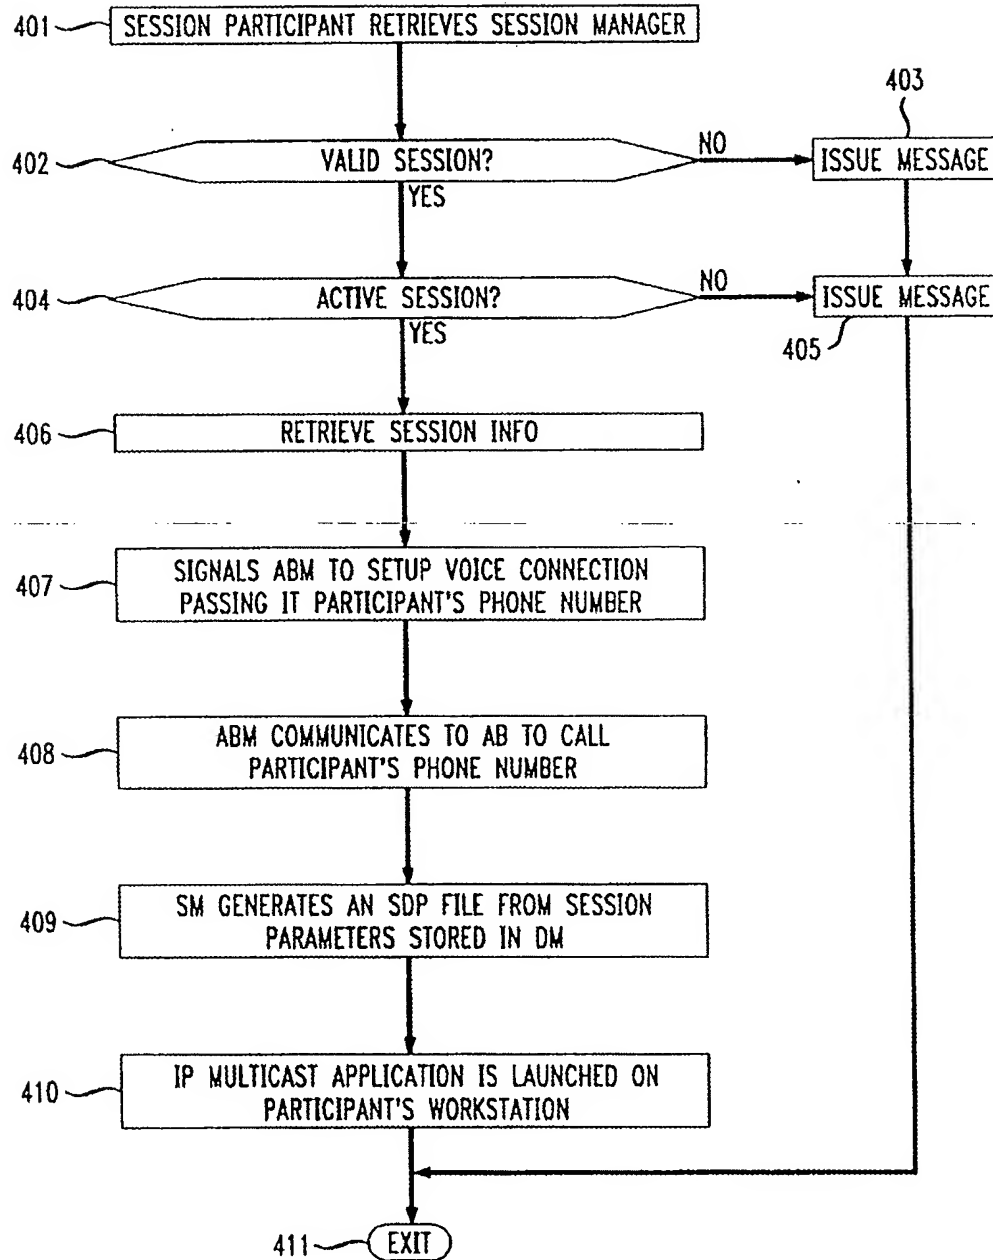 401 SESSION PARTICIPANT RETRIEVES SESSION MANAGER
403
402 VALID SESSION? NO ISSUE MESSAGE
YES
404 ACTIVE SESSION? NO ISSUE MESSAGE
YES
405
406 RETRIEVE SESSION INFO
407 SIGNALS ABM TO SETUP VOICE CONNECTION
PASSING IT PARTICIPANT'S PHONE NUMBER
408 ABM COMMUNICATES TO AB TO CALL
PARTICIPANT'S PHONE NUMBER
409 SM GENERATES AN SDP FILE FROM SESSION
PARAMETERS STORED IN DM
410 IP MULTICAST APPLICATION IS LAUNCHED ON
PARTICIPANT'S WORKSTATION
411 EXIT